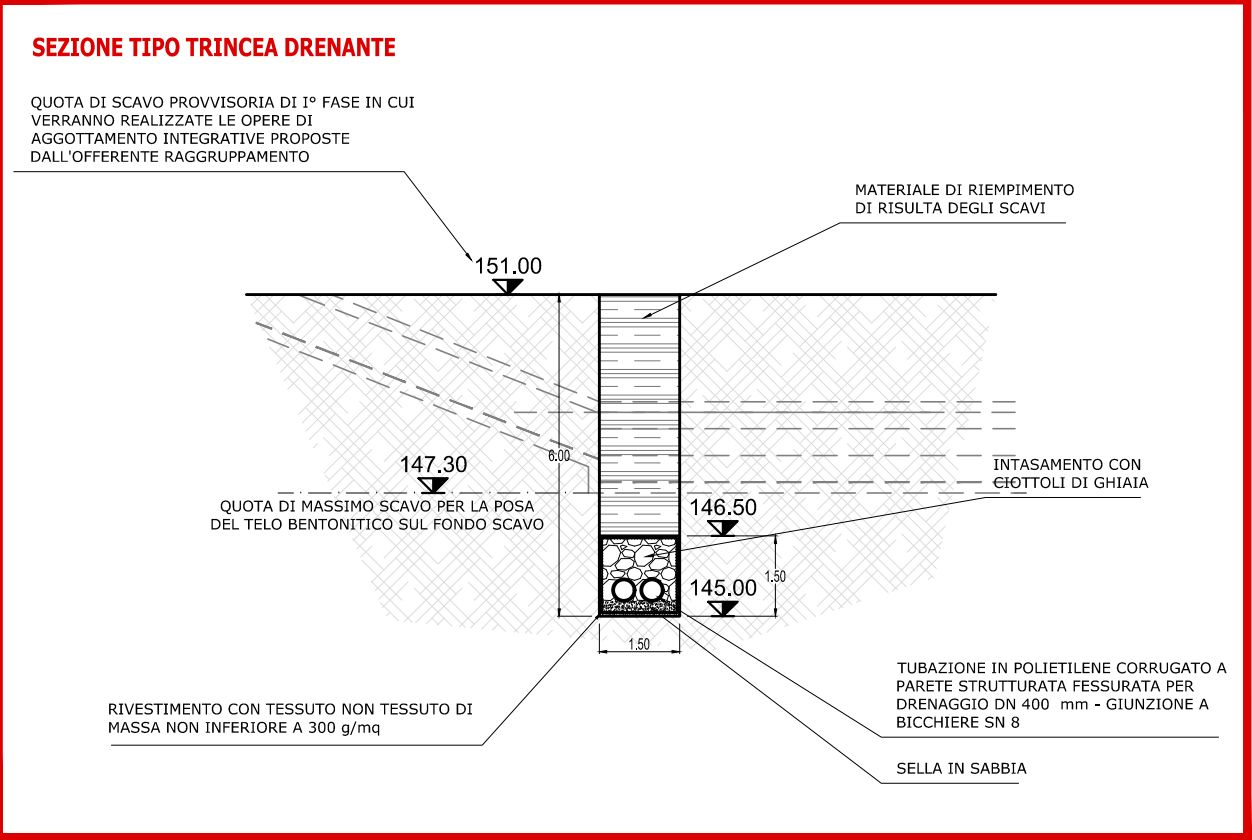 SEZIONE TIPO TRINCEA DRENANTE
QUOTA DI SCAVO PROVVISORIA DI I° FASE IN CUI
VERRANNO REALIZZATE LE OPERE DI
AGGOTTAMENTO INTEGRATIVE PROPOSTE
DALL'OFFERENTE RAGGRUPPAMENTO
MATERIALE DI RIEMPIMENTO
DI RISULTA DEGLI SCAVI
151.00
6.00
147.30
QUOTA DI MASSIMO SCAVO PER LA POSA
DEL TELO BENTONITICO SUL FONDO SCAVO
INTASAMENTO CON
CIOTTOLI DI GHIAIA
146.50
1.50
145.00
1.50
RIVESTIMENTO CON TESSUTO NON TESSUTO DI
MASSA NON INFERIORE A 300 g/mq
TUBAZIONE IN POLIETILENE CORRUGATO A
PARETE STRUTTURATA FESSURATA PER
DRENAGGIO DN 400 mm - GIUNZIONE A
BICCHIERE SN 8
SELLA IN SABBIA